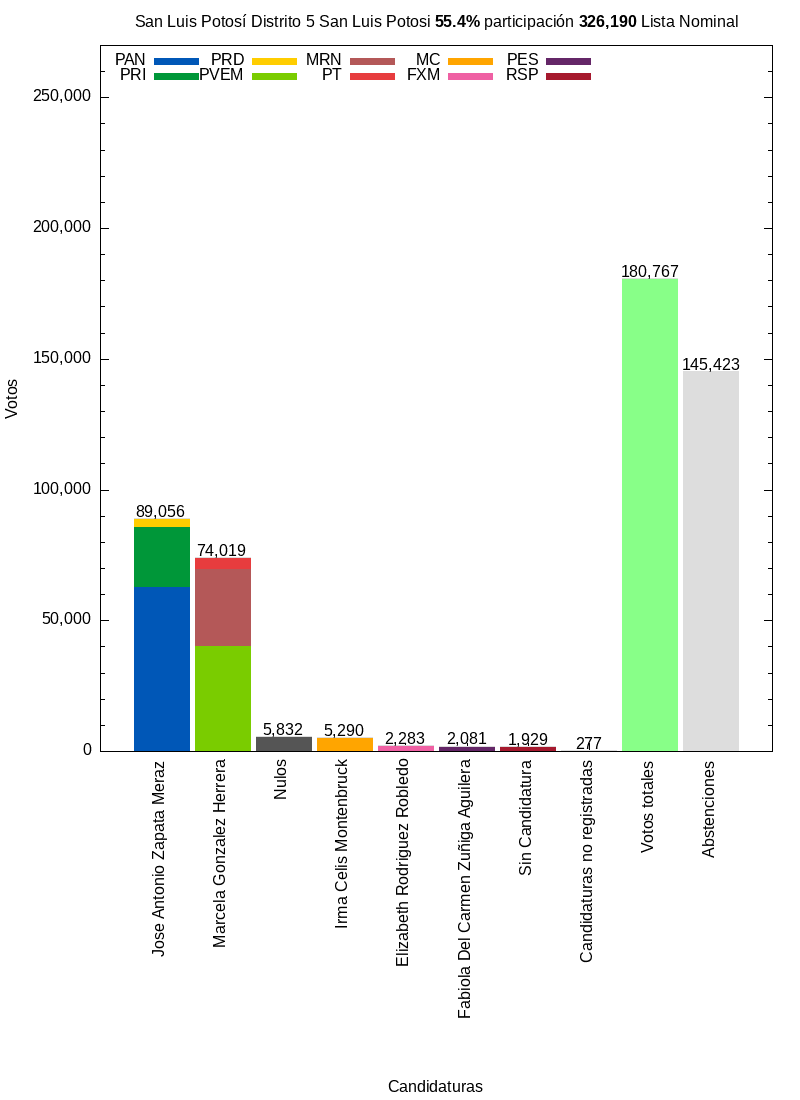 San Luis Potosí Distrito 5 San Luis Potosi 55.4% participación 326,190 Lista Nominal
PAN PRD MRN MC PES
PRI PVEM PT FXM RSP
250,000
200,000
150,000
100,000
50,000
0
Votos
89,056
74,019
5,832
5,290
2,283
2,081
1,929
277
180,767
145,423
Jose Antonio Zapata Meraz
Marcela Gonzalez Herrera
Nulos
Irma Celis Montenbruck
Elizabeth Rodriguez Robledo
Fabiola Del Carmen Zuñiga Aguilera
Sin Candidatura
Candidaturas no registradas
Votos totales
Abstenciones
Candidaturas